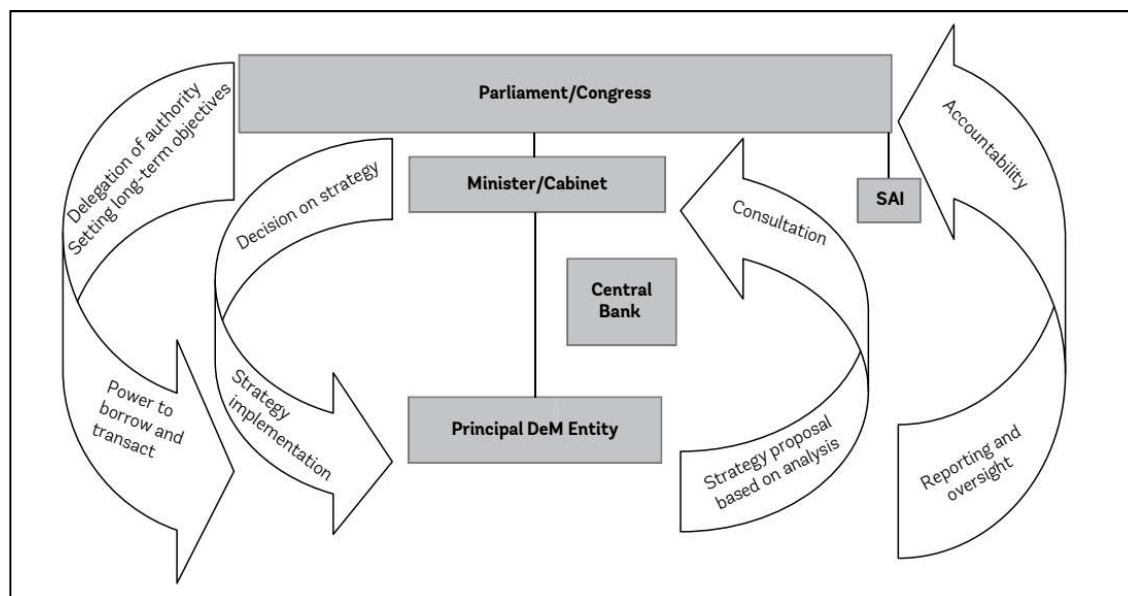 Parliament/Congress
Delegation of authority
Setting long-term objectives
Accountability
Minister/Cabinet
SAI
Decision on strategy
Consultation
Central
Bank
Power to
borrow and
transact
Strategy
implementation
Principal DeM Entity
Strategy proposal
based on analysis
Reporting and
oversight